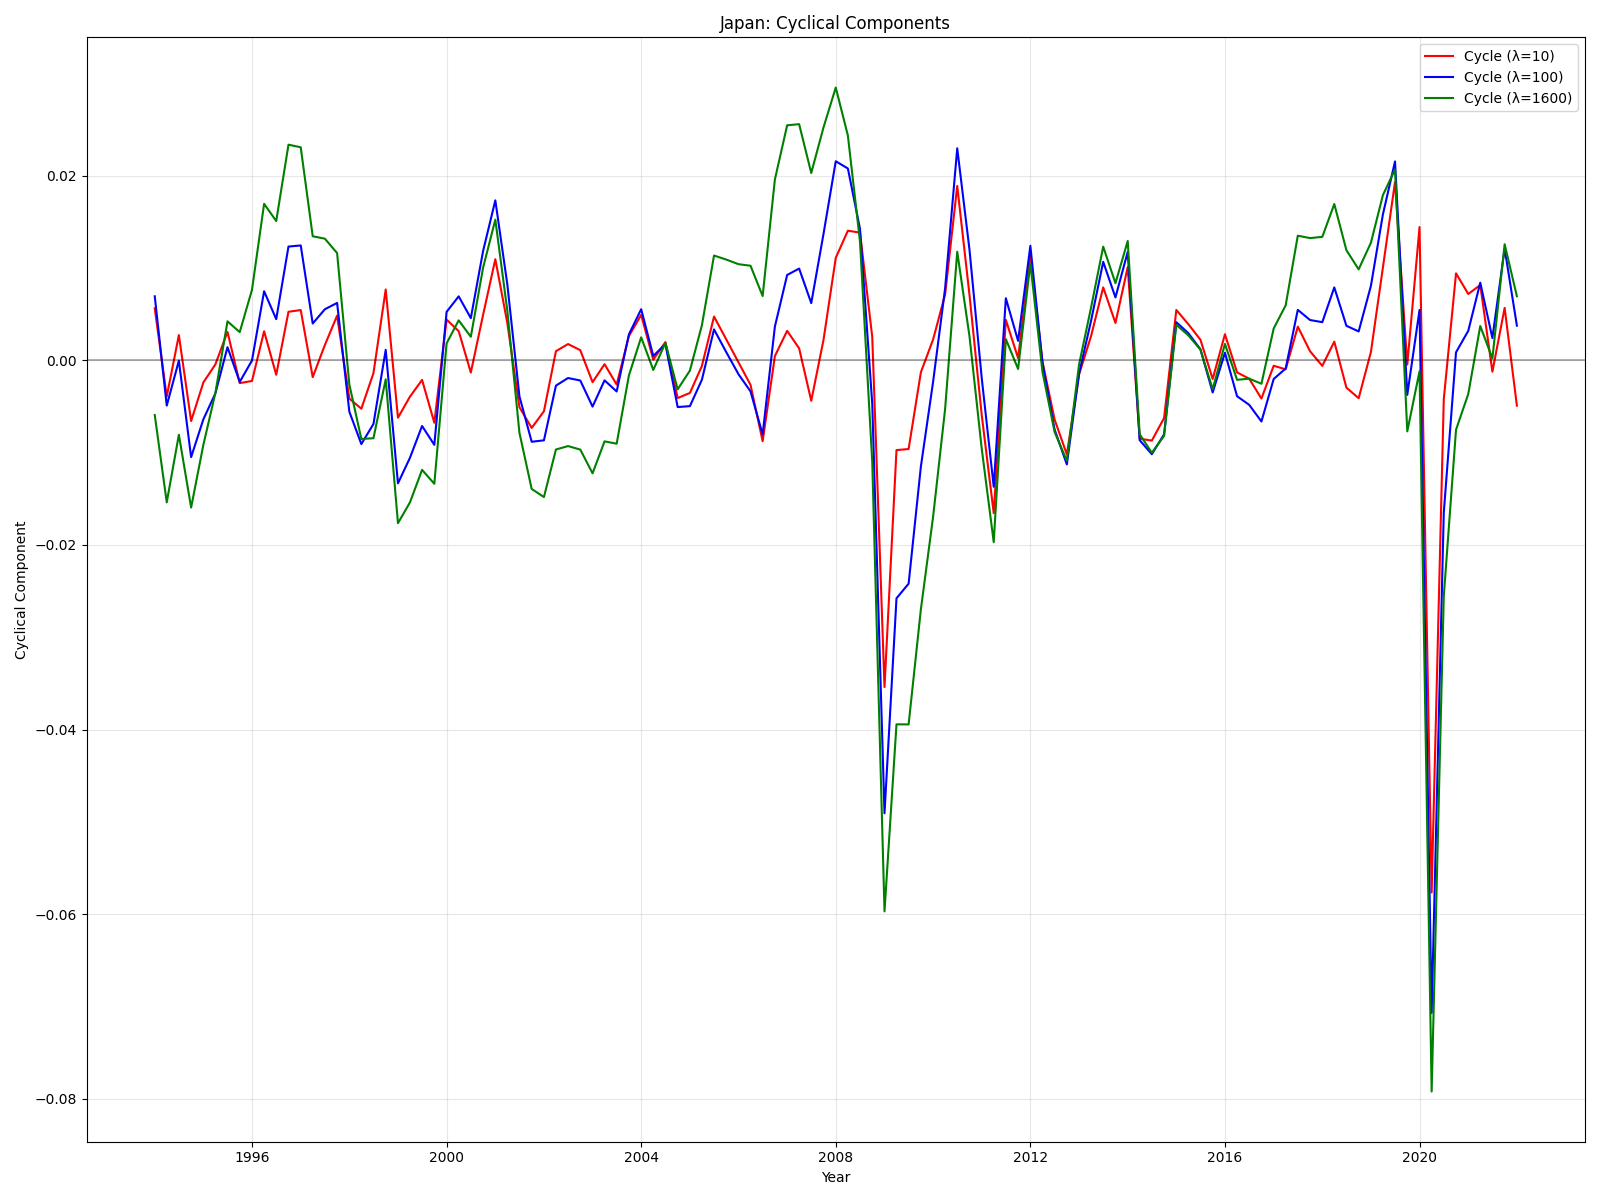 Japan: Cyclical Components
Cycle (λ=10)
Cycle (λ=100)
Cycle (λ=1600)
Cyclical Component
0.02
0.00
−0.02
−0.04
−0.06
−0.08
1996
2000
2004
2008
2012
2016
2020
Year